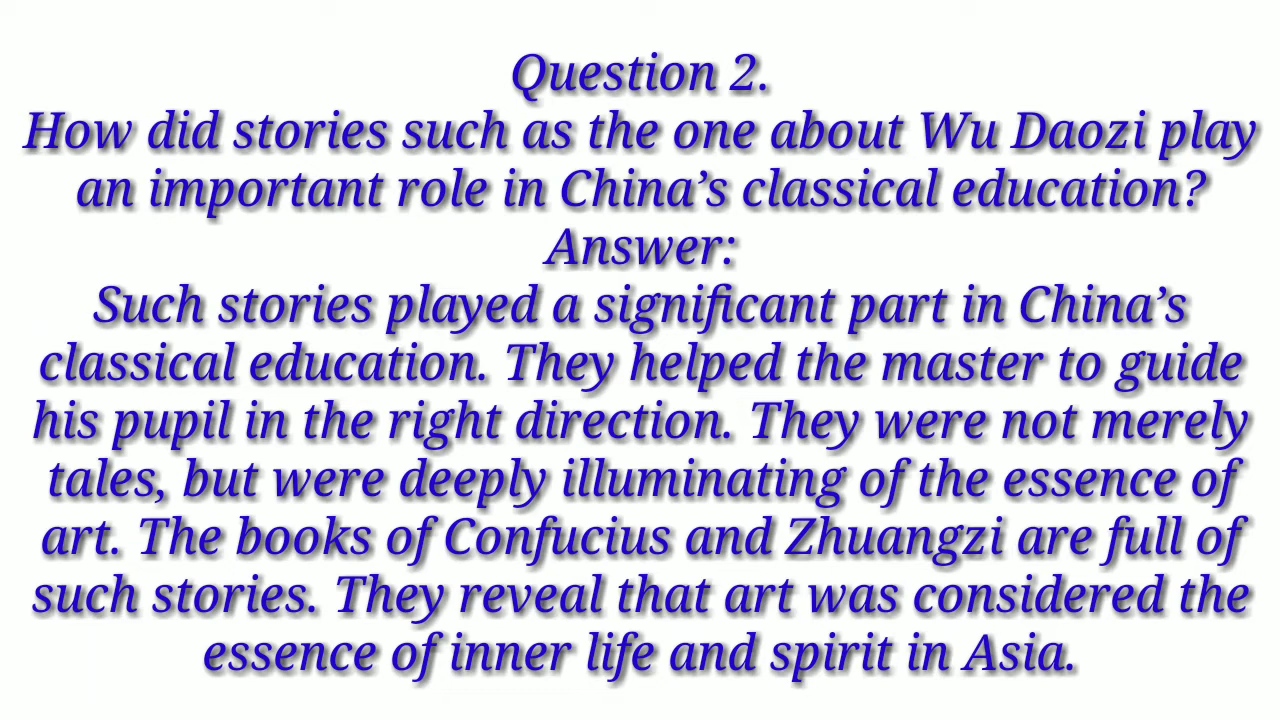 Question 2.
How did stories such as the one about Wu Daozi play
an important role in China’s classical education?
Answer:
Such stories played a significant part in China’s
classical education. They helped the master to guide
his pupil in the right direction. They were not merely
tales, but were deeply illuminating of the essence of
art. The books of Confucius and Zhuangzi are full of
such stories. They reveal that art was considered the
essence of inner life and spirit in Asia.